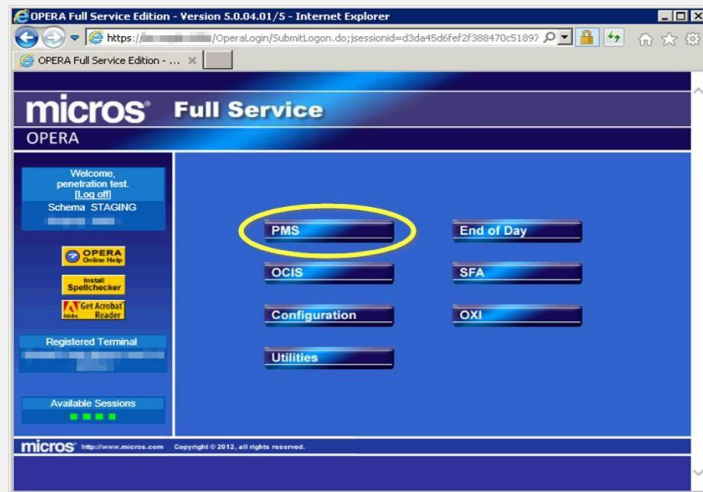 OPERA Full Service Edition - Version 5.0.04.01/5 - Internet Explorer
https:// /OperaLogin/SubmitLogon.do;jsessionid=d3da45d6fef2f388470c51897
OPERA Full Service Edition - ...
micros® Full Service
OPERA
Welcome,
penetration test.
[Log off]
Schema STAGING
OPERA
Online Help
Install
Spellchecker
Get Acrobat
Adobe Reader
Registered Terminal
Available Sessions
PMS
End of Day
OCIS
SFA
Configuration
OXI
Utilities
micros® http://www.micros.com Copyright © 2012, all rights reserved.